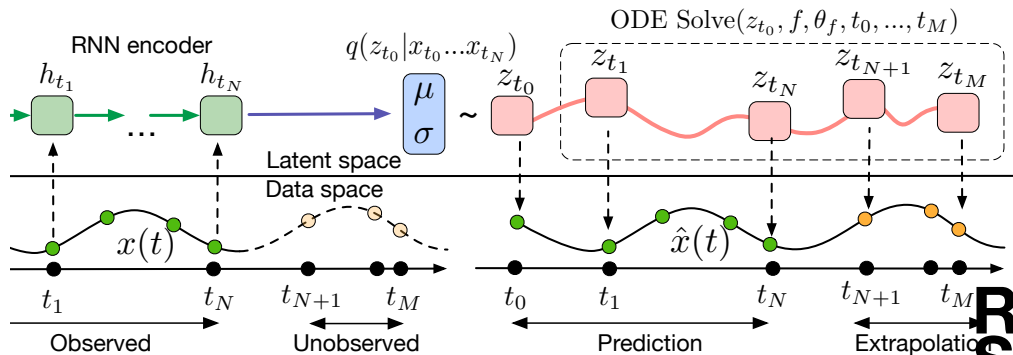 ODE Solve(z_{t_0}, f, θ_f, t_0, ..., t_M)
RNN encoder
q(z_{t_0}|x_{t_0}...x_{t_N})
h_{t_1} h_{t_N} z_{t_0} z_{t_1} z_{t_N} z_{t_{N+1}} z_{t_M}
... μ ~
σ
Latent space
Data space
x(t) x̂(t)
t_1 t_N t_{N+1} t_M t_0 t_1 t_N t_{N+1} t_M
Observed Unobserved Prediction Extrapolation
R